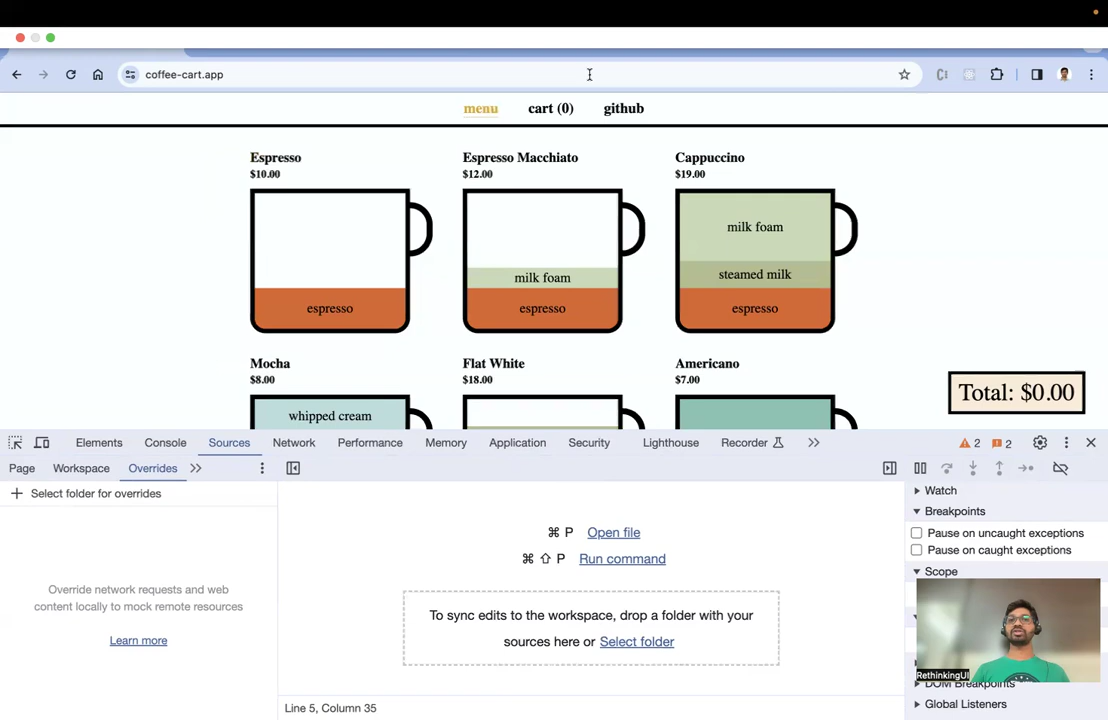 coffee-cart.app
menu cart (0) github
Espresso
$10.00
espresso
Espresso Macchiato
$12.00
milk foam
espresso
Cappuccino
$19.00
milk foam
steamed milk
espresso
Mocha
$8.00
whipped cream
Flat White
$18.00
Americano
$7.00
Total: $0.00
Elements Console Sources Network Performance Memory Application Security Lighthouse Recorder 2 2
Page Workspace Overrides
Select folder for overrides
Override network requests and web
content locally to mock remote resources
Learn more
⌘ P Open file
⌘ ⇧ P Run command
To sync edits to the workspace, drop a folder with your
sources here or Select folder
Line 5, Column 35
Watch
Breakpoints
Pause on uncaught exceptions
Pause on caught exceptions
Scope
RethinkingUI
DOM Breakpoints
Global Listeners